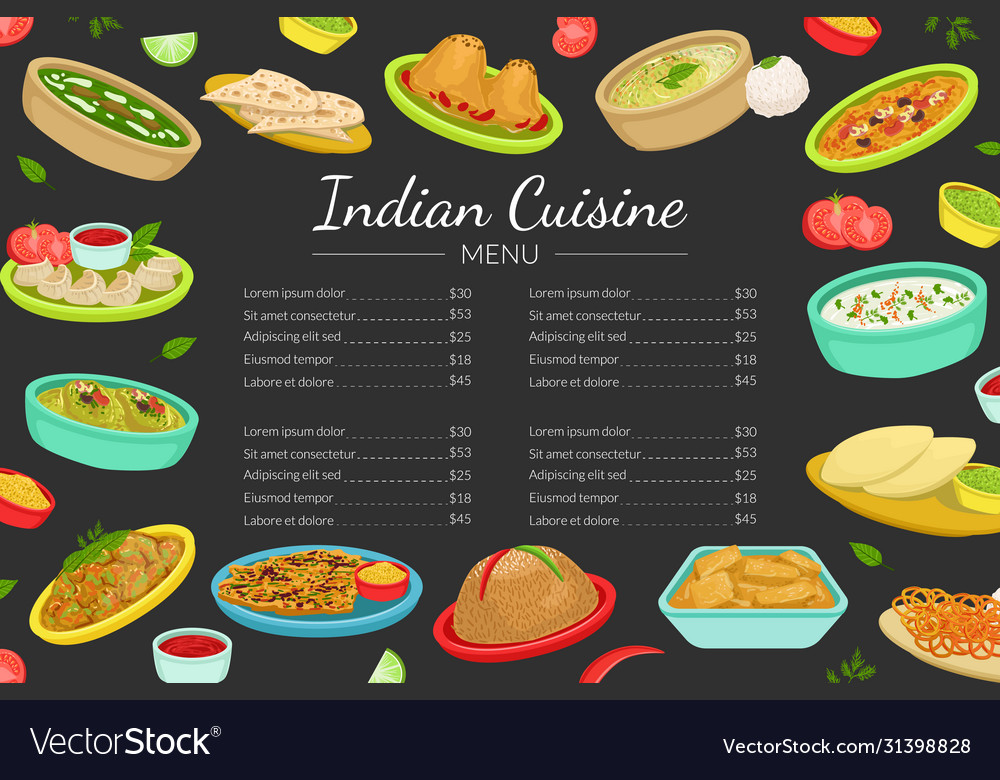 Indian Cuisine
MENU
Lorem ipsum dolor $30
Sit amet consectetur $53
Adipiscing elit sed $25
Eiusmod tempor $18
Labore et dolore $45
Lorem ipsum dolor $30
Sit amet consectetur $53
Adipiscing elit sed $25
Eiusmod tempor $18
Labore et dolore $45
Lorem ipsum dolor $30
Sit amet consectetur $53
Adipiscing elit sed $25
Eiusmod tempor $18
Labore et dolore $45
Lorem ipsum dolor $30
Sit amet consectetur $53
Adipiscing elit sed $25
Eiusmod tempor $18
Labore et dolore $45
VectorStock®
VectorStock.com/31398828